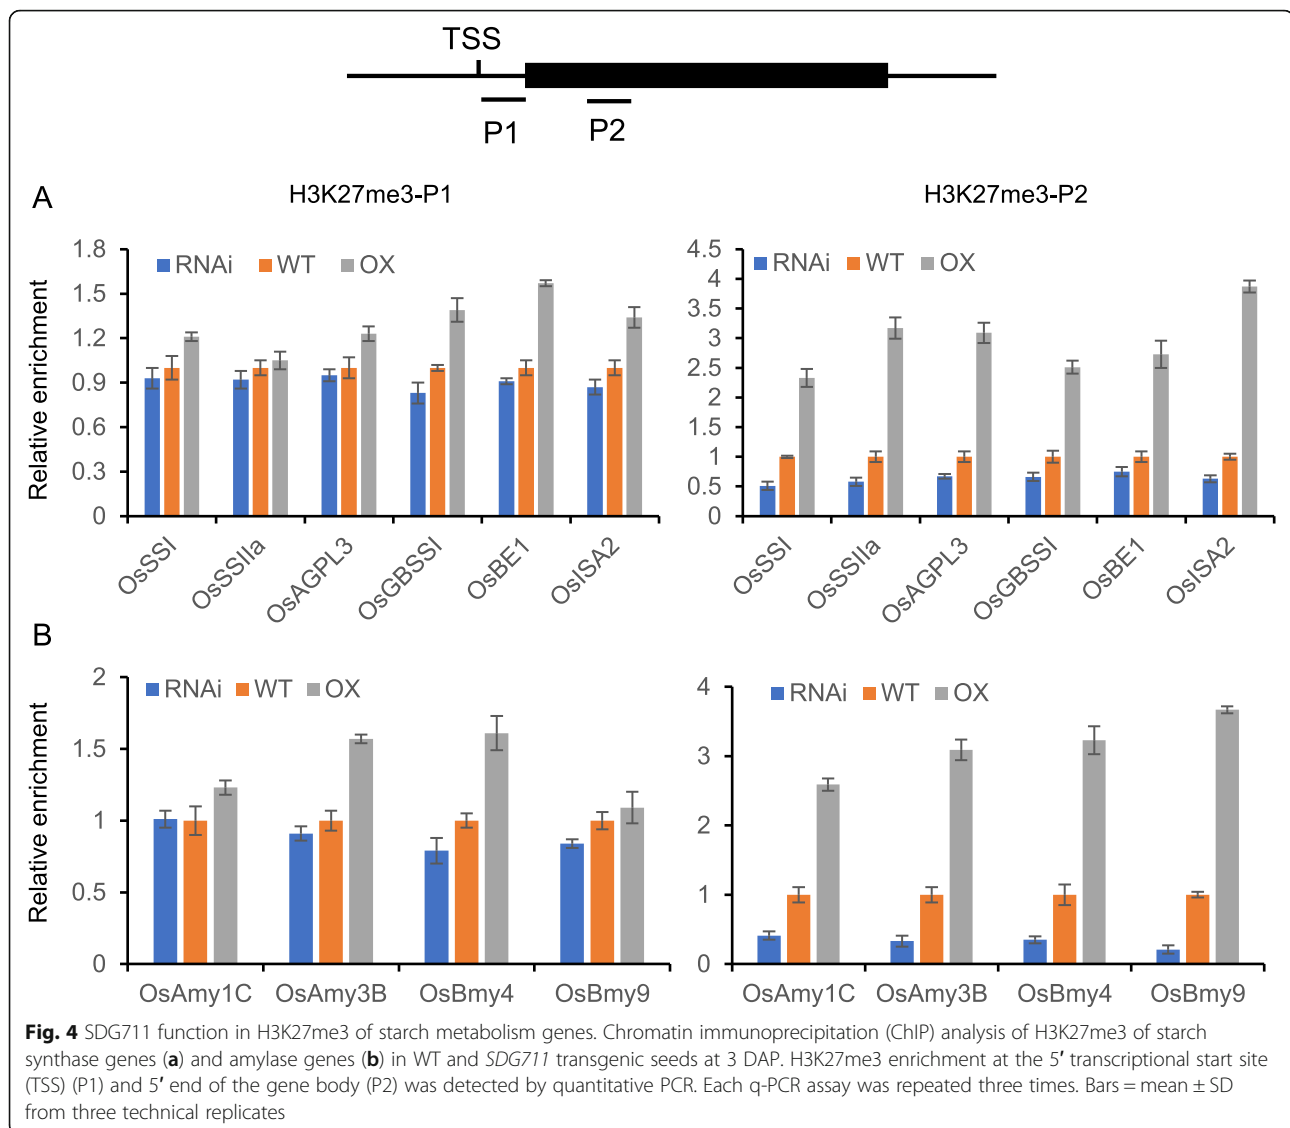 TSS
P1
P2
A
H3K27me3-P1
H3K27me3-P2
Relative enrichment
1.8
1.5
1.2
0.9
0.6
0.3
0
RNAi WT OX
OsSSI OsSSIIa OsAGPL3 OsGBSSI OsBE1 OsISA2
4.5
4
3.5
3
2.5
2
1.5
1
0.5
0
RNAi WT OX
OsSSI OsSSIIa OsAGPL3 OsGBSSI OsBE1 OsISA2
B
Relative enrichment
2
1.5
1
0.5
0
RNAi WT OX
OsAmy1C OsAmy3B OsBmy4 OsBmy9
4
3
2
1
0
RNAi WT OX
OsAmy1C OsAmy3B OsBmy4 OsBmy9
Fig. 4 SDG711 function in H3K27me3 of starch metabolism genes. Chromatin immunoprecipitation (ChIP) analysis of H3K27me3 of starch
synthase genes (a) and amylase genes (b) in WT and SDG711 transgenic seeds at 3 DAP. H3K27me3 enrichment at the 5′ transcriptional start site
(TSS) (P1) and 5′ end of the gene body (P2) was detected by quantitative PCR. Each q-PCR assay was repeated three times. Bars = mean ± SD
from three technical replicates